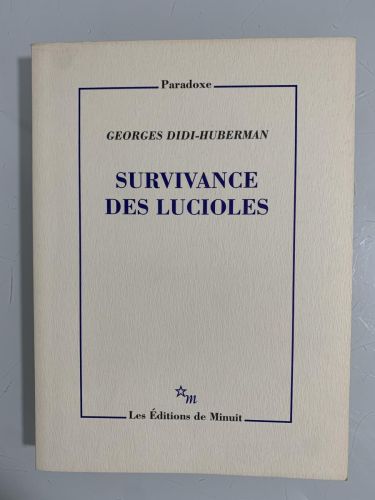 Paradoxe
GEORGES DIDI-HUBERMAN
SURVIVANCE
DES LUCIOLES
m
Les Éditions de Minuit